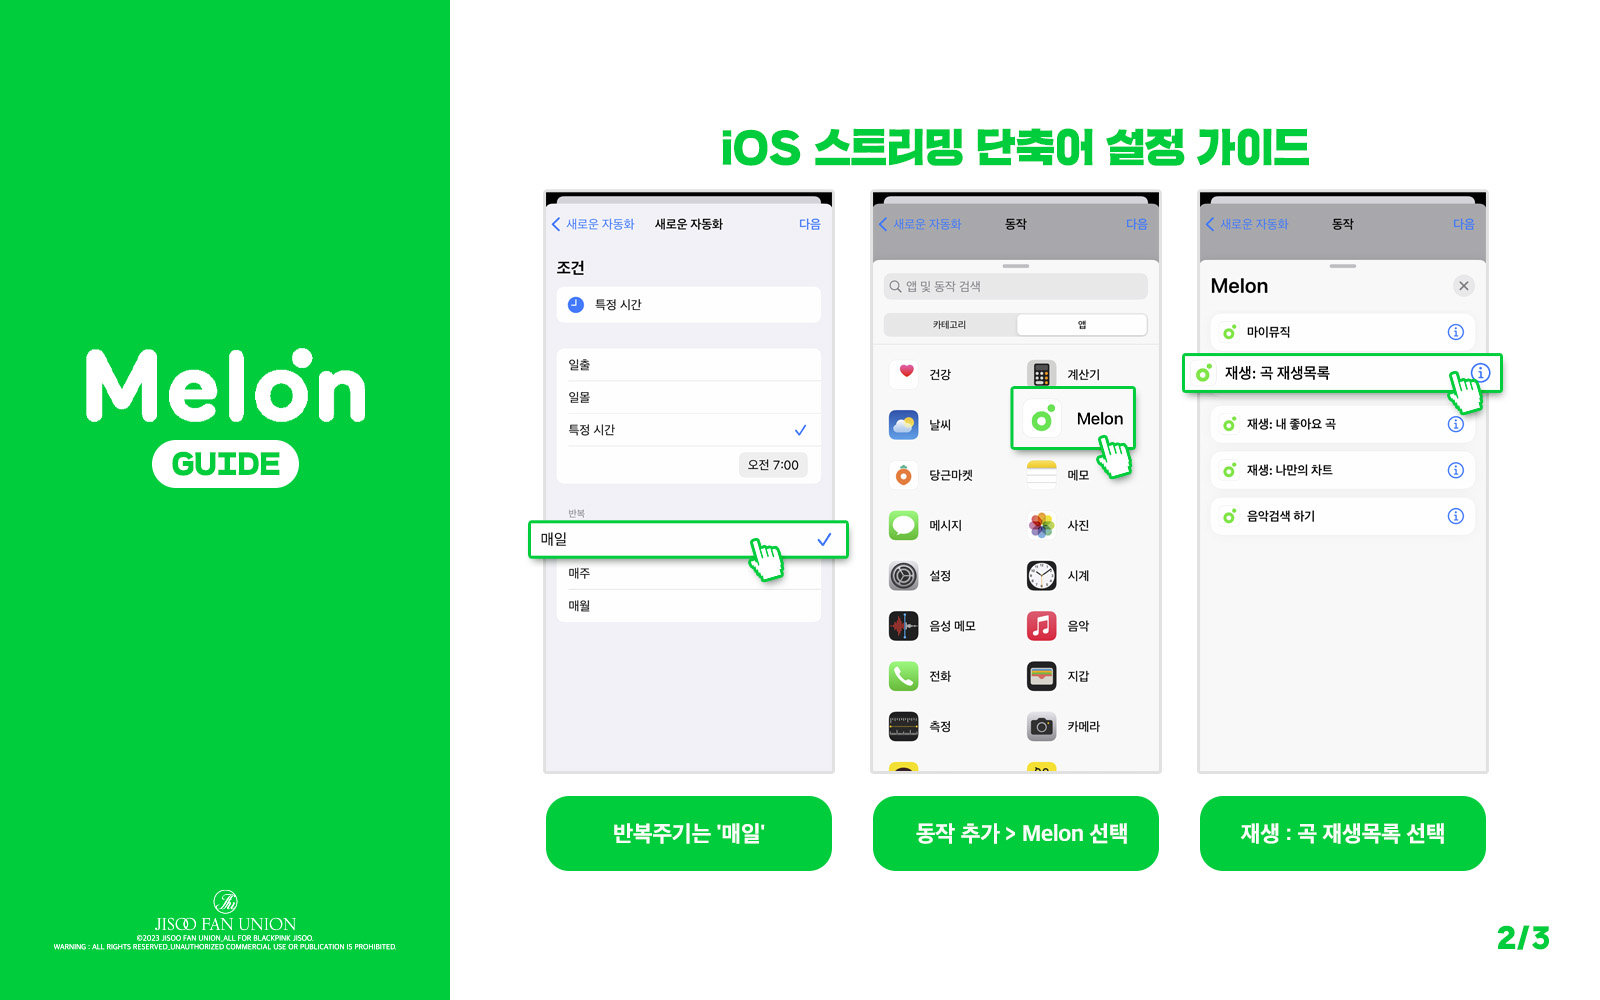 Melon
GUIDE
JISOO FAN UNION
©2023 JISOO FAN UNION_ALL FOR BLACKPINK JISOO.
WARNING : ALL RIGHTS RESERVED_UNAUTHORIZED COMMERCIAL USE OR PUBLICATION IS PROHIBITED.
iOS 스트리밍 단축어 설정 가이드
새로운 자동화 새로운 자동화 다음
조건
특정 시간
일출
일몰
특정 시간
오전 7:00
반복
매일
매주
매월
반복주기는 '매일'
새로운 자동화 동작 다음
앱 및 동작 검색
카테고리 앱
건강 계산기
날씨 Melon
당근마켓 메모
메시지 사진
설정 시계
음성 메모 음악
전화 지갑
측정 카메라
동작 추가 > Melon 선택
새로운 자동화 동작 다음
Melon
마이뮤직
재생: 곡 재생목록
재생: 내 좋아요 곡
재생: 나만의 차트
음악검색 하기
재생 : 곡 재생목록 선택
2/3